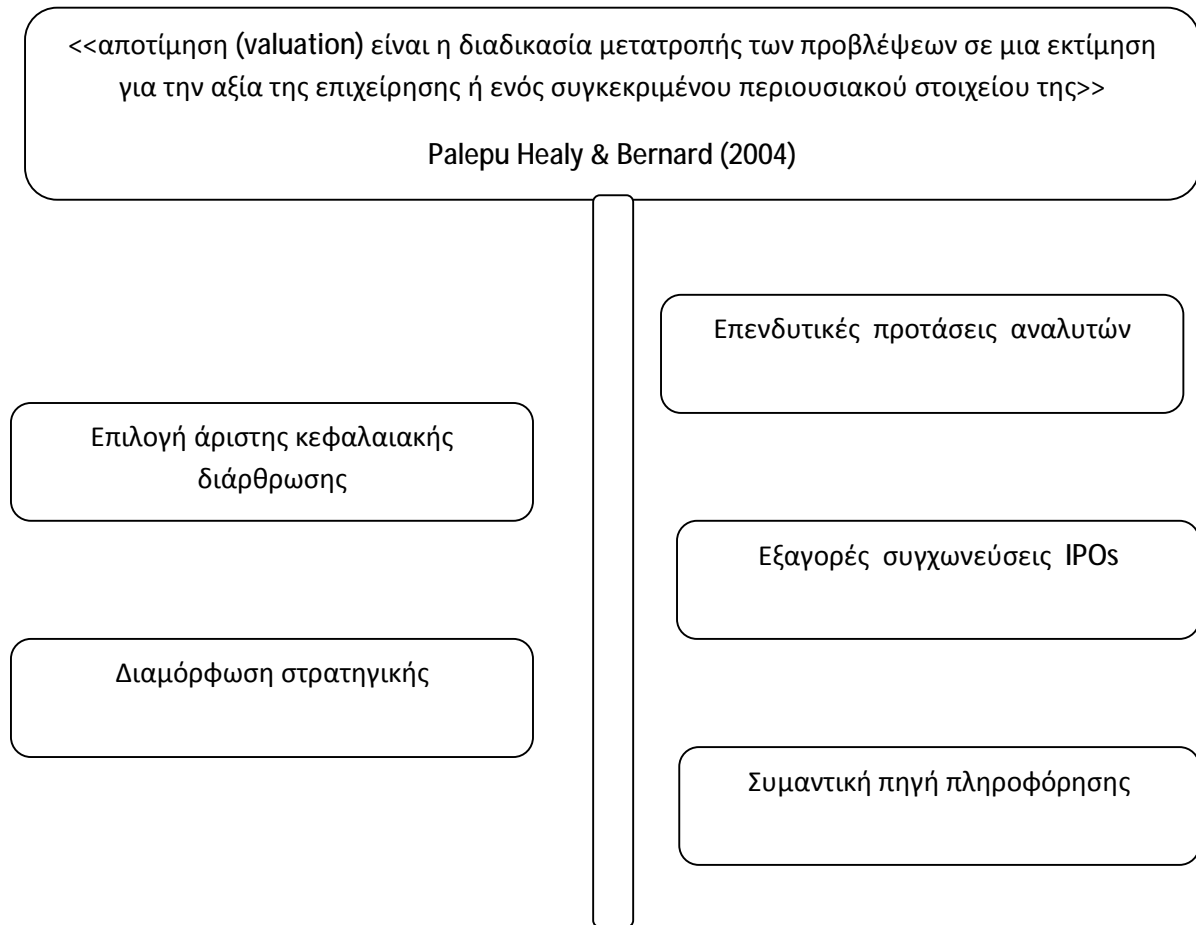 <<αποτίμηση (valuation) είναι η διαδικασία μετατροπής των προβλέψεων σε μια εκτίμηση
για την αξία της επιχείρησης ή ενός συγκεκριμένου περιουσιακού στοιχείου της>>
Palepu Healy & Bernard (2004)
Επενδυτικές προτάσεις αναλυτών
Επιλογή άριστης κεφαλαιακής
διάρθρωσης
Εξαγορές συγχωνεύσεις IPOs
Διαμόρφωση στρατηγικής
Συμαντική πηγή πληροφόρησης